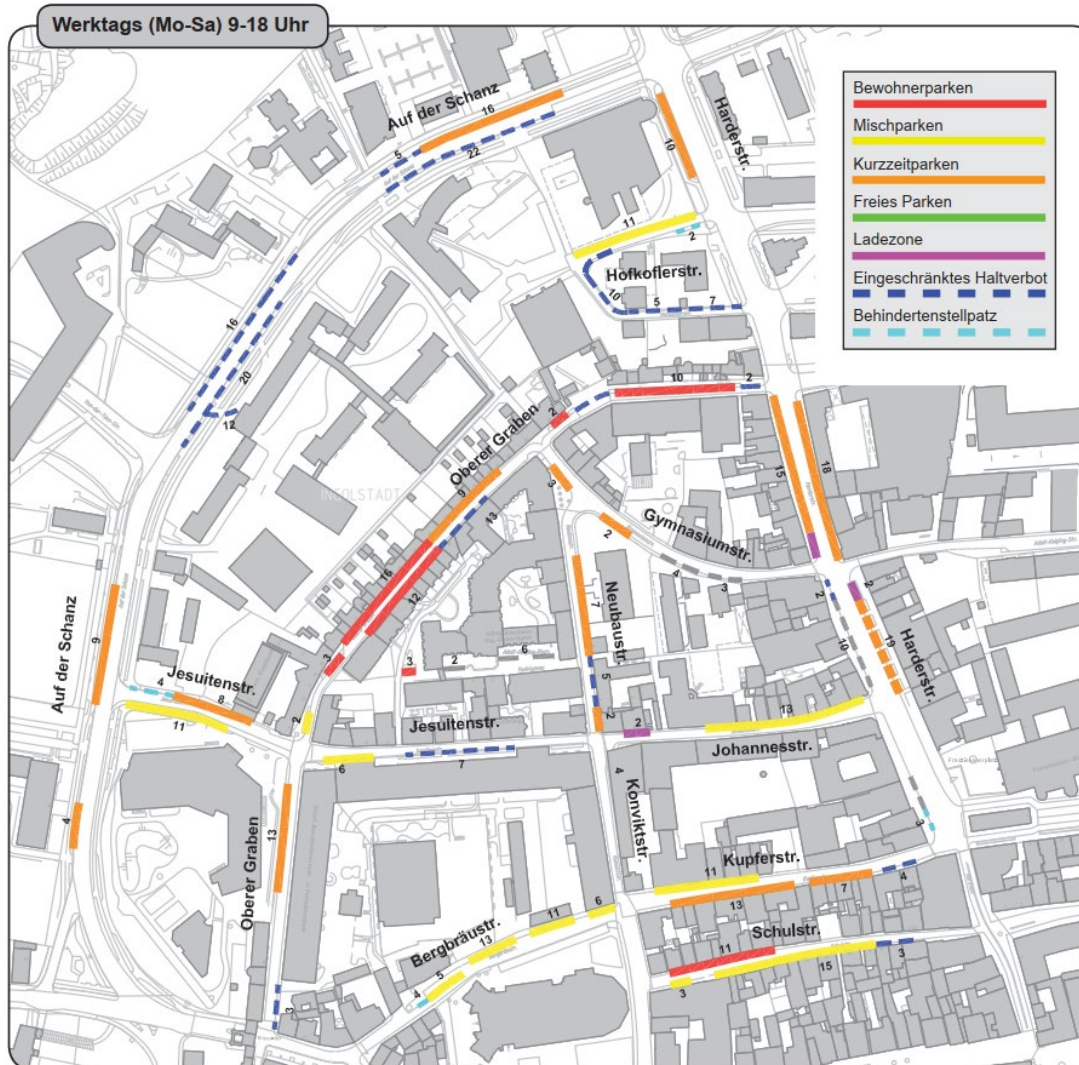 Werktags (Mo-Sa) 9-18 Uhr
Bewohnerparken
Mischparken
Kurzzeitparken
Freies Parken
Ladezone
Eingeschränktes Haltverbot
Behindertenstellpatz
Auf der Schanz
16
5
22
Harderstr.
10
11
2
Hofkoflerstr.
10
5
7
16
20
12
10
2
2
Oberer Graben
9
13
3
15
18
INGOLSTADT
2
Gymnasiumstr.
4
3
16
12
7
Neubaustr.
2
2
10
19
Harderstr.
3
3
2
6
5
Auf der Schanz
9
Jesuitenstr.
4
8
11
2
Jesuitenstr.
6
7
2
2
13
Johannesstr.
4
Konviktstr.
4
4
13
Oberer Graben
3
Kupferstr.
11
13
7
4
3
Bergbräustr.
6
11
13
5
4
Schulstr.
11
15
3
3